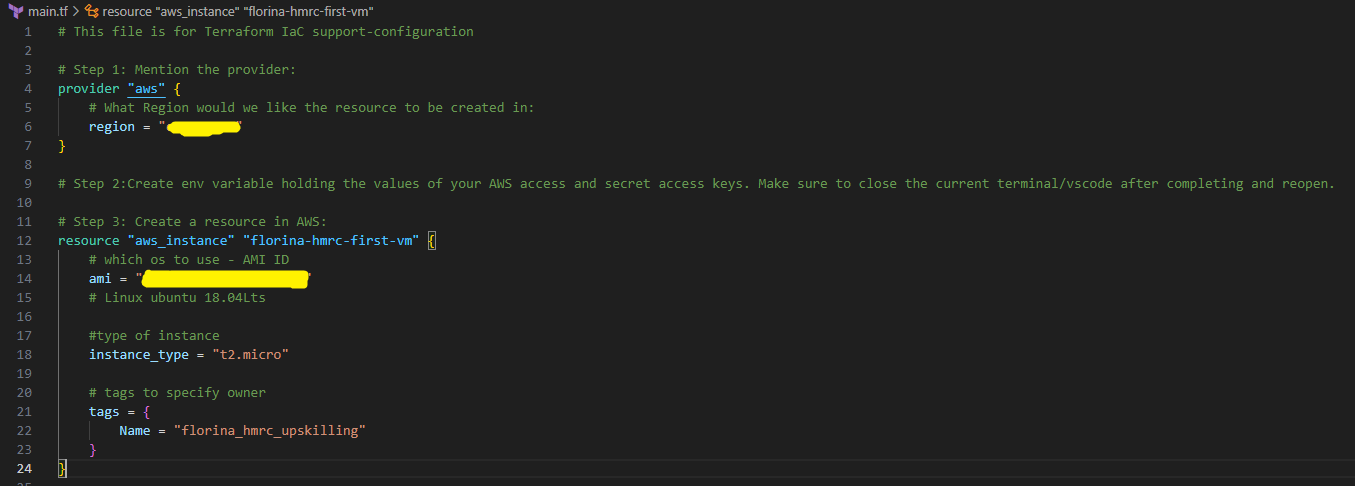 main.tf > resource "aws_instance" "florina-hmrc-first-vm"
1 # This file is for Terraform IaC support-configuration
2
3 # Step 1: Mention the provider:
4 provider "aws" {
5 # What Region would we like the resource to be created in:
6 region = " "
7 }
8
9 # Step 2:Create env variable holding the values of your AWS access and secret access keys. Make sure to close the current terminal/vscode after completing and reopen.
10
11 # Step 3: Create a resource in AWS:
12 resource "aws_instance" "florina-hmrc-first-vm" {
13 # which os to use - AMI ID
14 ami = " "
15 # Linux ubuntu 18.04Lts
16
17 #type of instance
18 instance_type = "t2.micro"
19
20 # tags to specify owner
21 tags = {
22 Name = "florina_hmrc_upskilling"
23 }
24 }
25